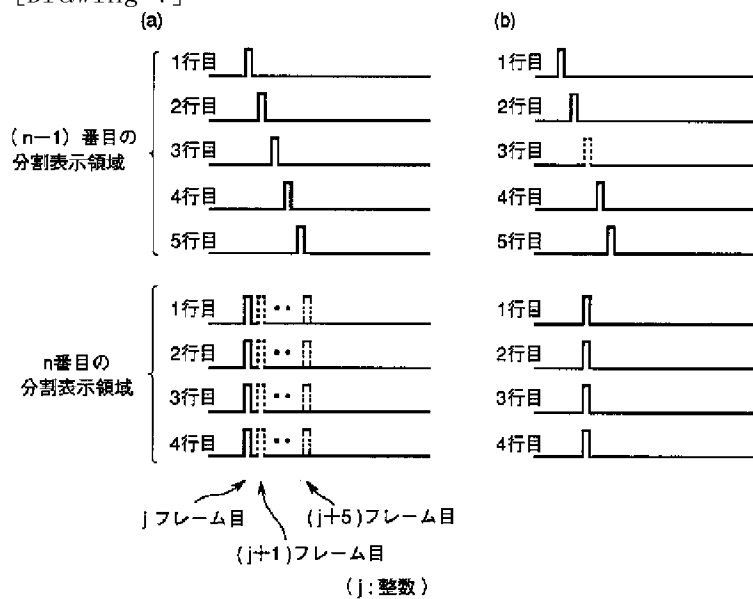 [Drawing 7]
(a)
(b)
(n-1)番目の
分割表示領域
1行目
2行目
3行目
4行目
5行目
1行目
2行目
3行目
4行目
5行目
n番目の
分割表示領域
1行目
2行目
3行目
4行目
1行目
2行目
3行目
4行目
jフレーム目
(j+5)フレーム目
(j+1)フレーム目
(j:整数)